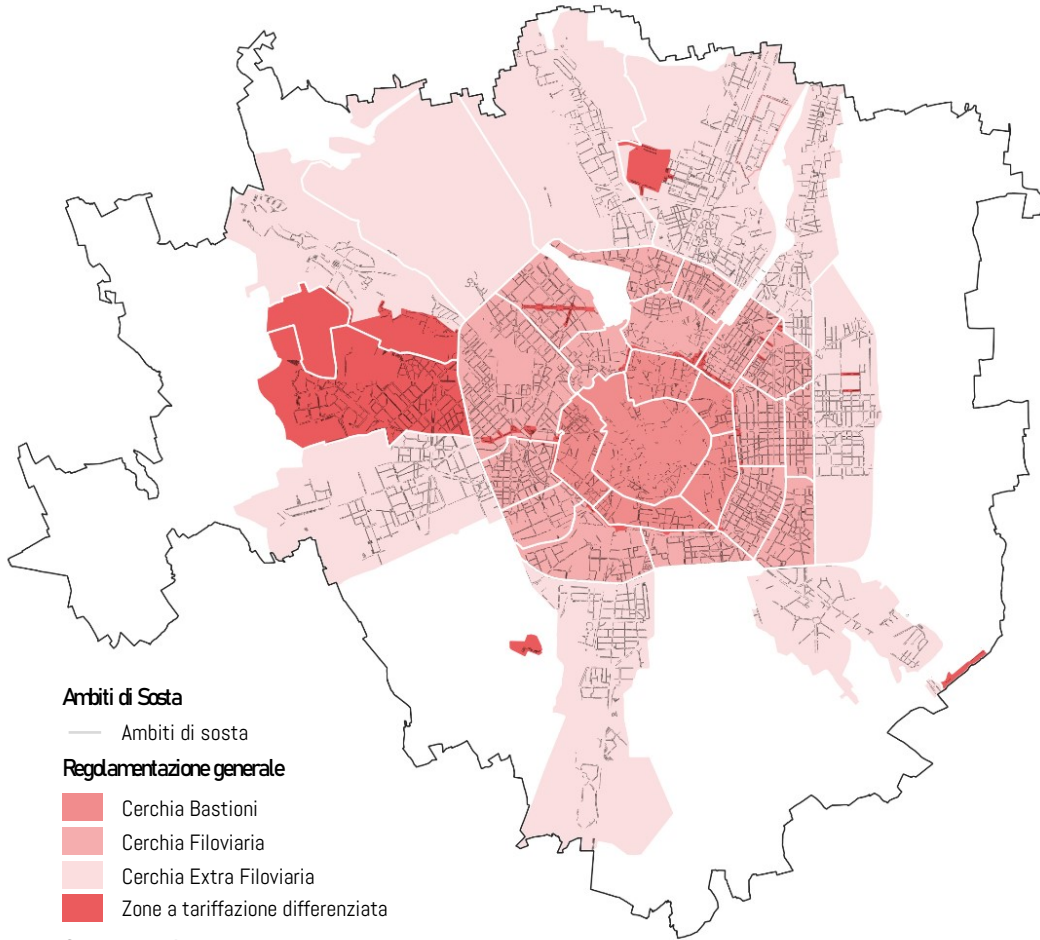 Ambiti di Sosta
Ambiti di sosta
Regolamentazione generale
Cerchia Bastioni
Cerchia Filoviaria
Cerchia Extra Filoviaria
Zone a tariffazione differenziata